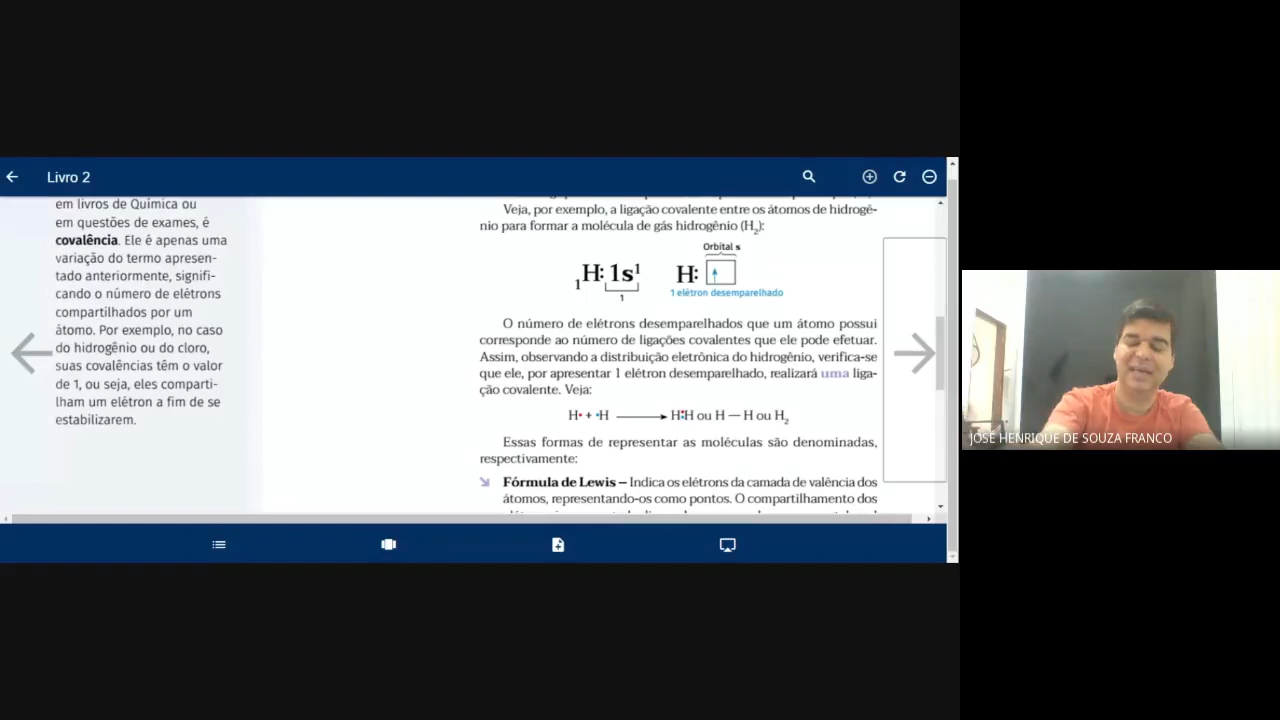 Livro 2
em livros de Química ou
em questões de exames, é
covalência. Ele é apenas uma
variação do termo apresen-
tado anteriormente, signifi-
cando o número de elétrons
compartilhados por um
átomo. Por exemplo, no caso
do hidrogênio ou do cloro,
suas covalências têm o valor
de 1, ou seja, eles comparti-
lham um elétron a fim de se
estabilizarem.
Veja, por exemplo, a ligação covalente entre os átomos de hidrogê-
nio para formar a molécula de gás hidrogênio (H₂):
Orbital s
₁H: 1s¹ H: ↑
1
1 elétron desemparelhado
O número de elétrons desemparelhados que um átomo possui
corresponde ao número de ligações covalentes que ele pode efetuar.
Assim, observando a distribuição eletrônica do hidrogênio, verifica-se
que ele, por apresentar 1 elétron desemparelhado, realizará uma liga-
ção covalente. Veja:
H• + •H ⟶ H:H ou H — H ou H₂
Essas formas de representar as moléculas são denominadas,
respectivamente:
Fórmula de Lewis – Indica os elétrons da camada de valência dos
átomos, representando-os como pontos. O compartilhamento dos
JOSÉ HENRIQUE DE SOUZA FRANCO